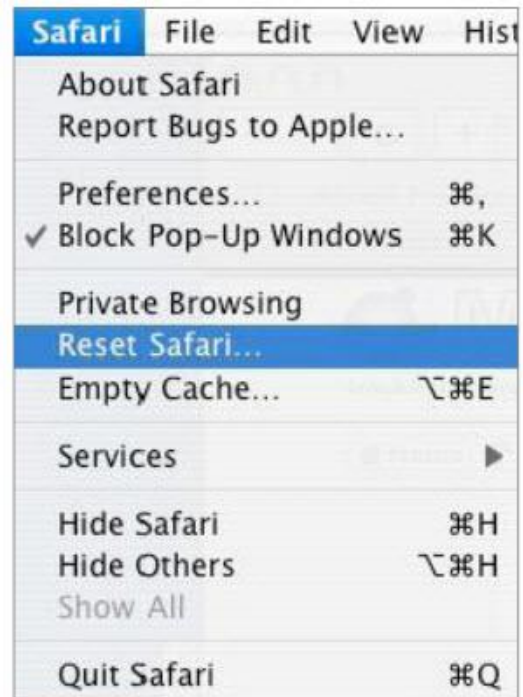 Safari File Edit View Hist
About Safari
Report Bugs to Apple...
Preferences... ⌘,
✓ Block Pop-Up Windows ⌘K
Private Browsing
Reset Safari...
Empty Cache... ⌥⌘E
Services ▶
Hide Safari ⌘H
Hide Others ⌥⌘H
Show All
Quit Safari ⌘Q